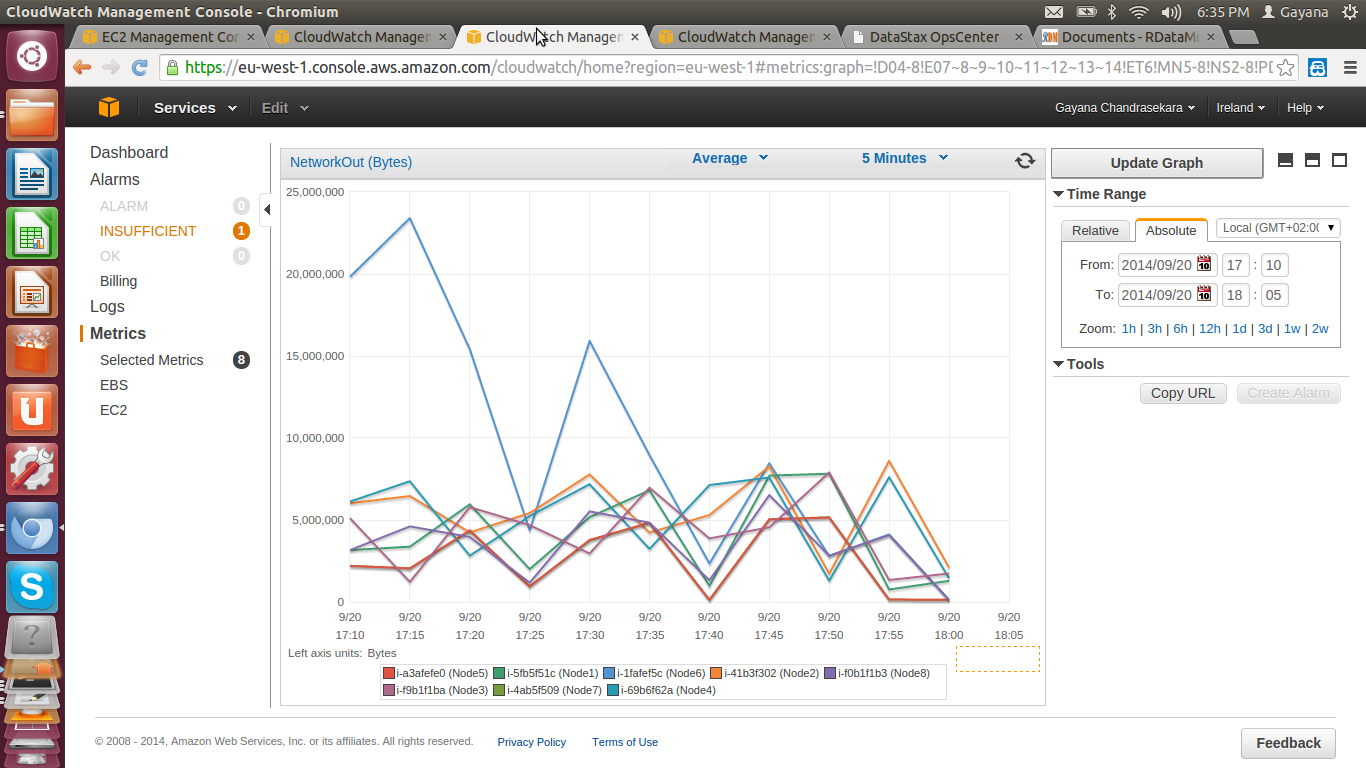 CloudWatch Management Console - Chromium
6:35 PM Gayana
EC2 Management Con
CloudWatch Managem
CloudWatch Managem
CloudWatch Managem
DataStax OpsCenter
Documents - RDataMi
https://eu-west-1.console.aws.amazon.com/cloudwatch/home?region=eu-west-1#metrics:graph=!D04-8!E07~8~9~10~11~12~13~14!ET6!MN5-8!NS2-8!PD
Services Edit
Gayana Chandrasekara Ireland Help
Dashboard
Alarms
ALARM 0
INSUFFICIENT 1
OK 0
Billing
Logs
Metrics
Selected Metrics 8
EBS
EC2
NetworkOut (Bytes) Average 5 Minutes
25,000,000
20,000,000
15,000,000
10,000,000
5,000,000
0
9/20 9/20 9/20 9/20 9/20 9/20 9/20 9/20 9/20 9/20 9/20 9/20
17:10 17:15 17:20 17:25 17:30 17:35 17:40 17:45 17:50 17:55 18:00 18:05
Left axis units: Bytes
i-a3afefe0 (Node5) i-5fb5f51c (Node1) i-1fafef5c (Node6) i-41b3f302 (Node2) i-f0b1f1b3 (Node8)
i-f9b1f1ba (Node3) i-4ab5f509 (Node7) i-69b6f62a (Node4)
Update Graph
Time Range
Relative Absolute Local (GMT+02:00
From: 2014/09/20 10 17 : 10
To: 2014/09/20 10 18 : 05
Zoom: 1h | 3h | 6h | 12h | 1d | 3d | 1w | 2w
Tools
Copy URL Create Alarm
© 2008 - 2014, Amazon Web Services, Inc. or its affiliates. All rights reserved. Privacy Policy Terms of Use
Feedback